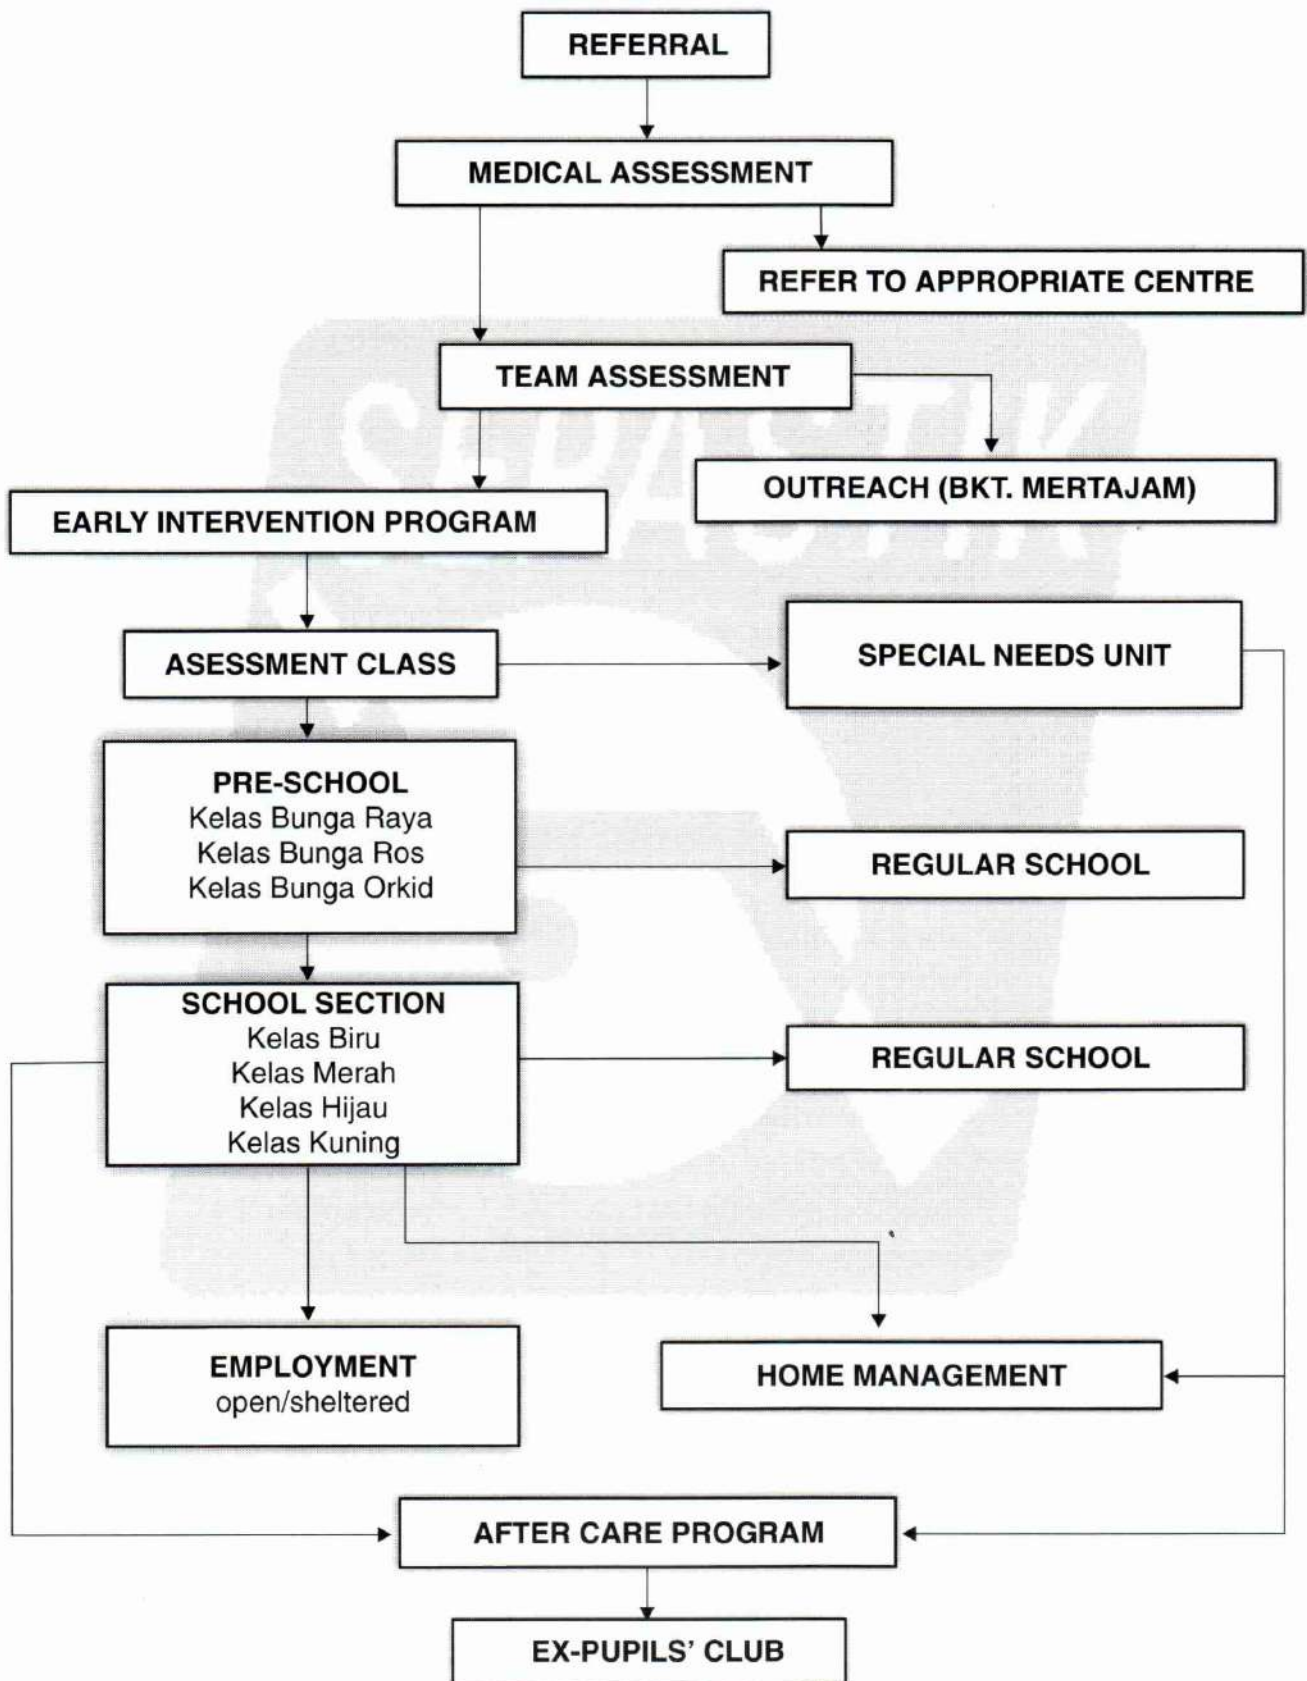 REFERRAL
MEDICAL ASSESSMENT
REFER TO APPROPRIATE CENTRE
TEAM ASSESSMENT
SEPASTIK
OUTREACH (BKT. MERTAJAM)
EARLY INTERVENTION PROGRAM
ASESSMENT CLASS
SPECIAL NEEDS UNIT
PRE-SCHOOL
Kelas Bunga Raya
Kelas Bunga Ros
Kelas Bunga Orkid
REGULAR SCHOOL
SCHOOL SECTION
Kelas Biru
Kelas Merah
Kelas Hijau
Kelas Kuning
REGULAR SCHOOL
EMPLOYMENT
open/sheltered
HOME MANAGEMENT
AFTER CARE PROGRAM
EX-PUPILS' CLUB